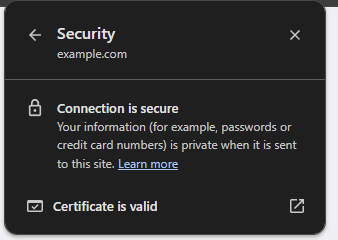 Security
example.com
Connection is secure
Your information (for example, passwords or
credit card numbers) is private when it is sent
to this site. Learn more
Certificate is valid